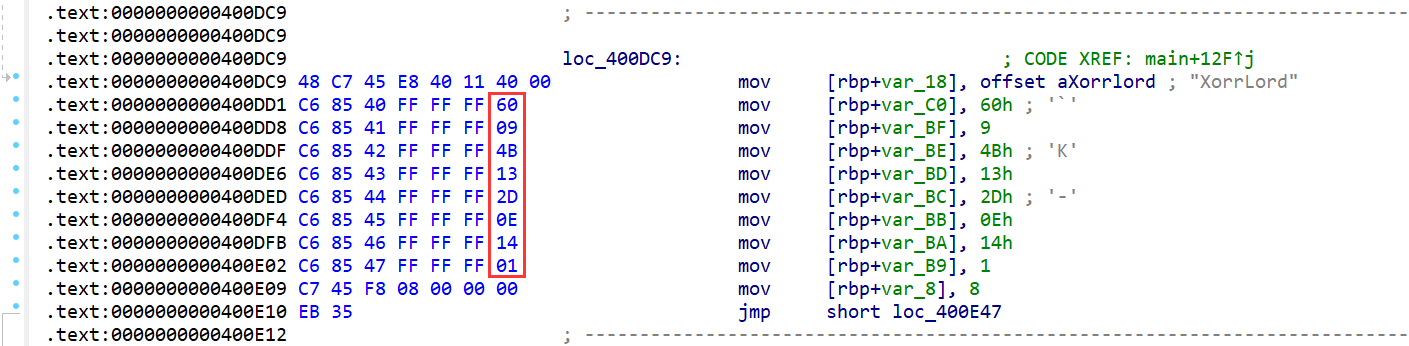 .text:0000000000400DC9 ; ---------------------------------------------------------------------------
.text:0000000000400DC9
.text:0000000000400DC9
.text:0000000000400DC9 loc_400DC9: ; CODE XREF: main+12F↑j
.text:0000000000400DC9 48 C7 45 E8 40 11 40 00 mov [rbp+var_18], offset aXorrlord ; "XorrLord"
.text:0000000000400DD1 C6 85 40 FF FF FF 60 mov [rbp+var_C0], 60h ; '`'
.text:0000000000400DD8 C6 85 41 FF FF FF 09 mov [rbp+var_BF], 9
.text:0000000000400DDF C6 85 42 FF FF FF 4B mov [rbp+var_BE], 4Bh ; 'K'
.text:0000000000400DE6 C6 85 43 FF FF FF 13 mov [rbp+var_BD], 13h
.text:0000000000400DED C6 85 44 FF FF FF 2D mov [rbp+var_BC], 2Dh ; '-'
.text:0000000000400DF4 C6 85 45 FF FF FF 0E mov [rbp+var_BB], 0Eh
.text:0000000000400DFB C6 85 46 FF FF FF 14 mov [rbp+var_BA], 14h
.text:0000000000400E02 C6 85 47 FF FF FF 01 mov [rbp+var_B9], 1
.text:0000000000400E09 C7 45 F8 08 00 00 00 mov [rbp+var_8], 8
.text:0000000000400E10 EB 35 jmp short loc_400E47
.text:0000000000400E12 ; ---------------------------------------------------------------------------